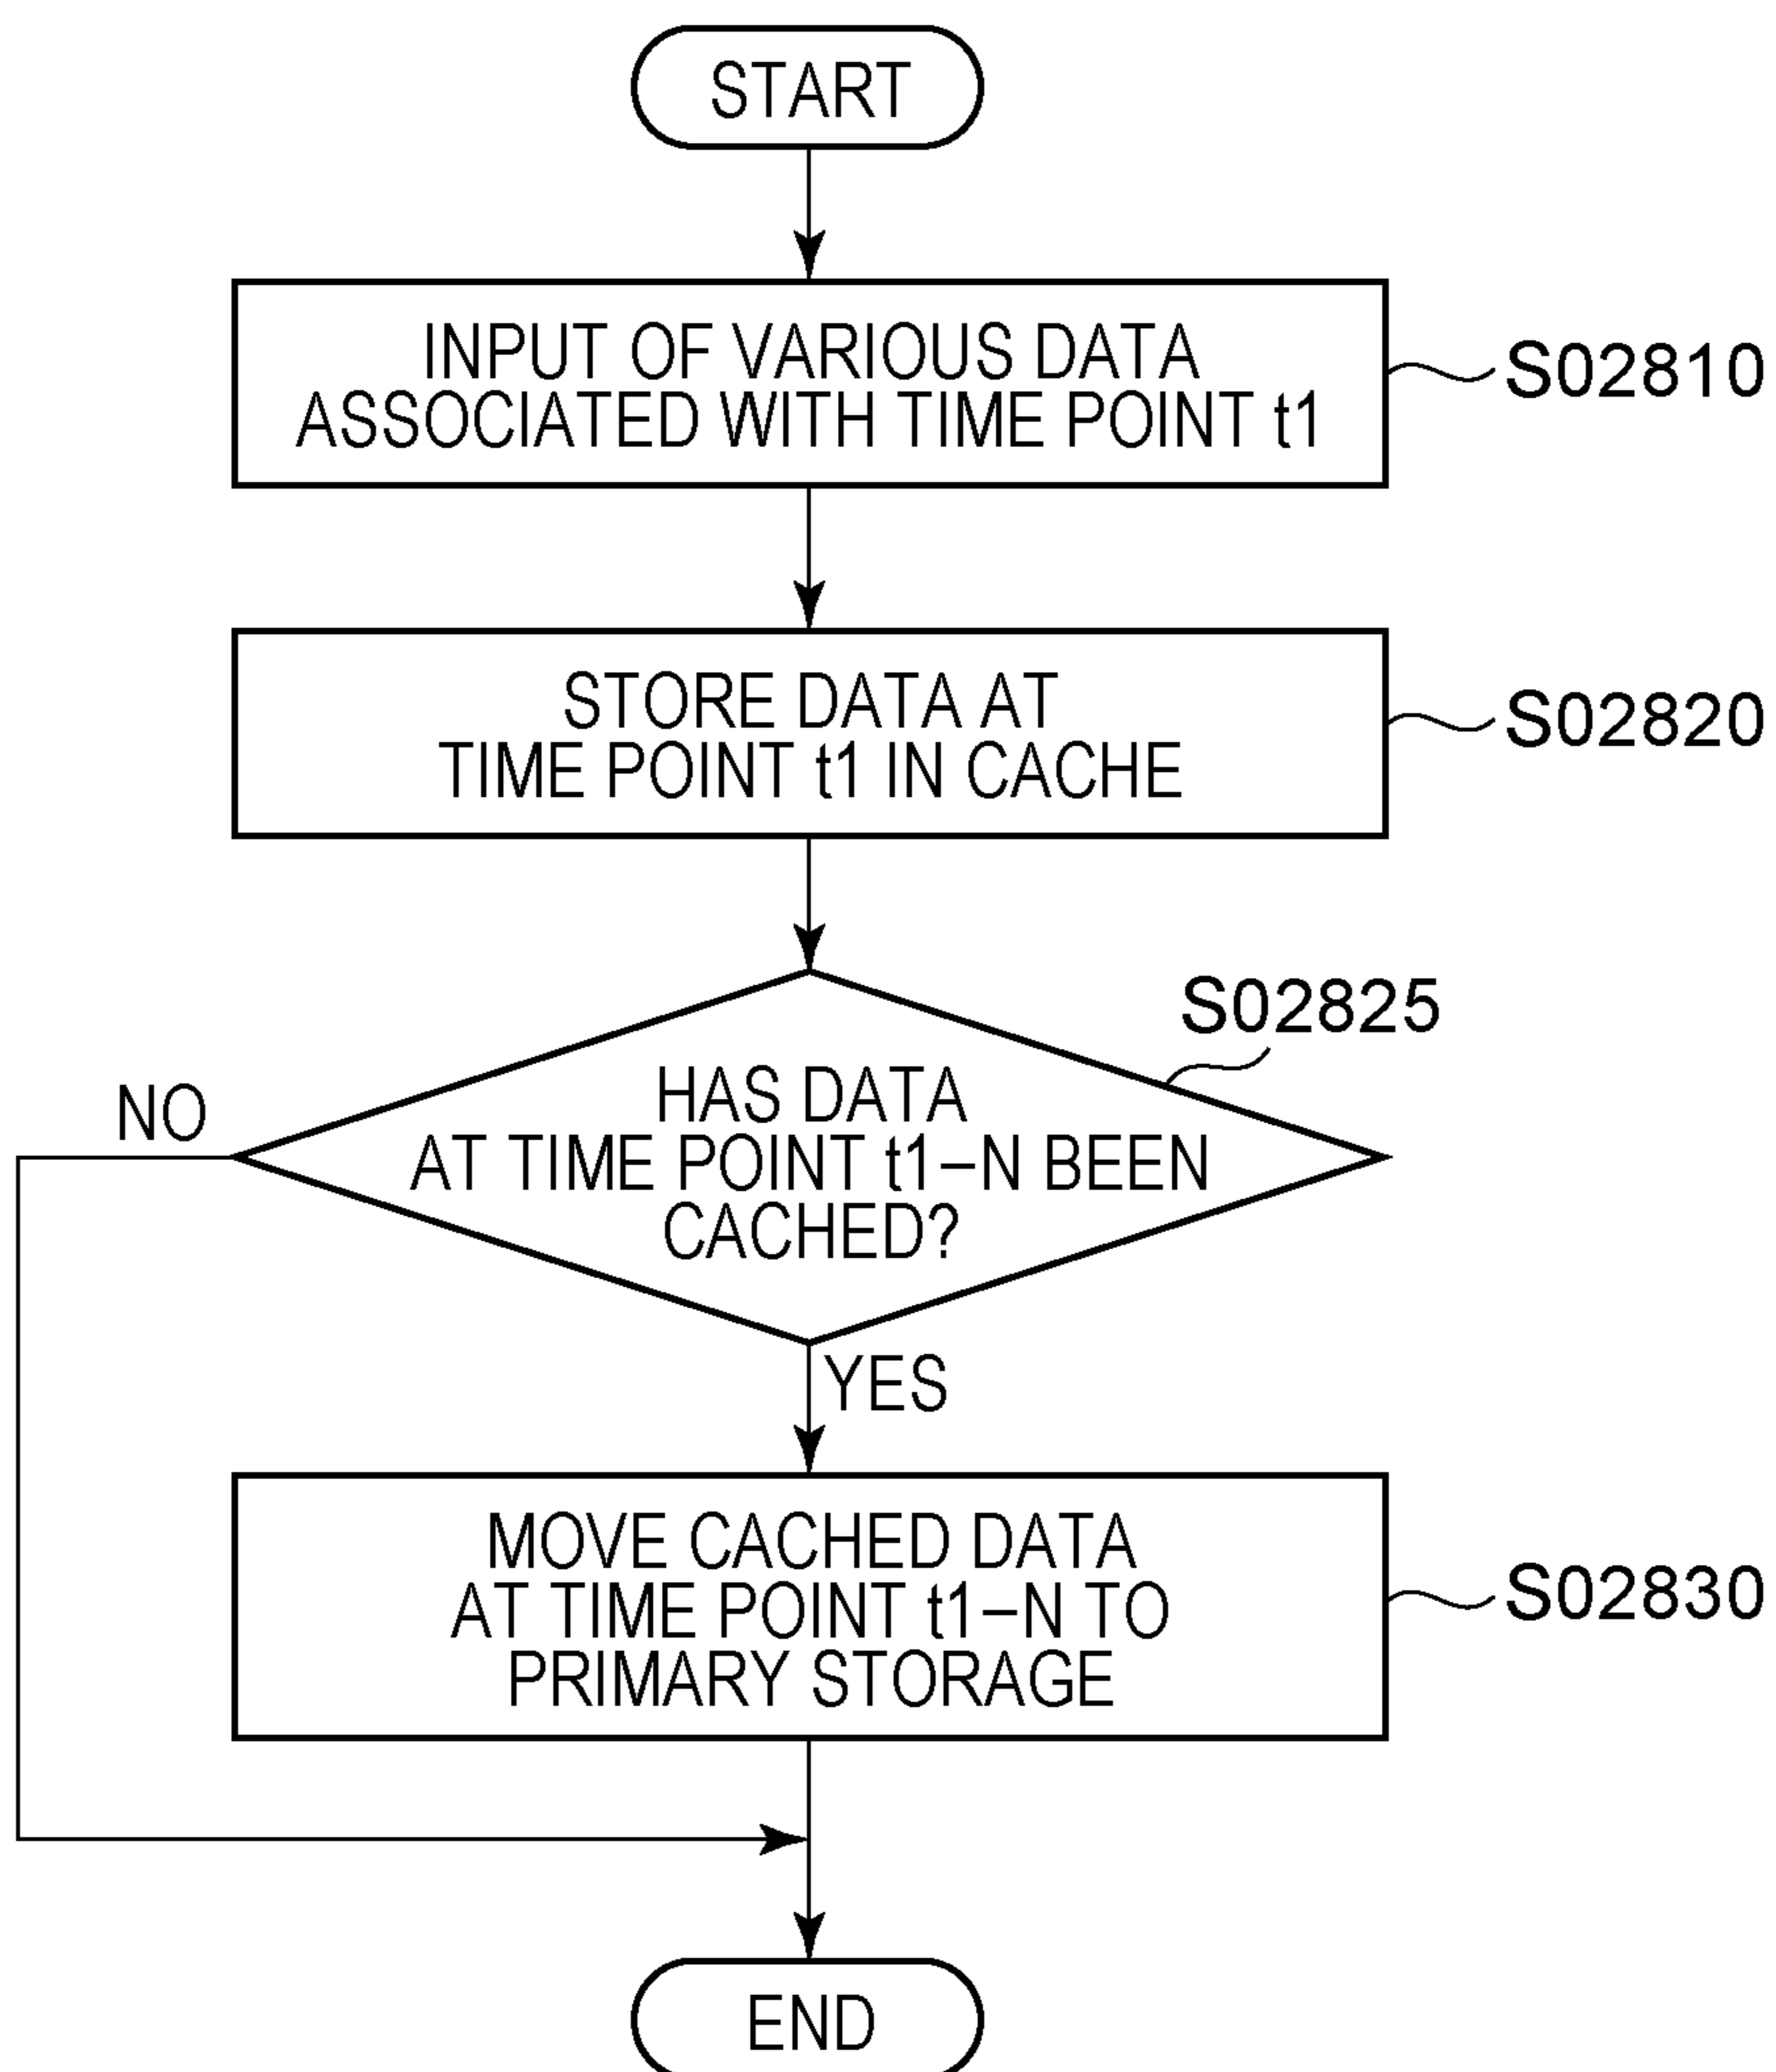 START
INPUT OF VARIOUS DATA
ASSOCIATED WITH TIME POINT t1
S02810
STORE DATA AT
TIME POINT t1 IN CACHE
S02820
S02825
HAS DATA
AT TIME POINT t1–N BEEN
CACHED?
NO
YES
MOVE CACHED DATA
AT TIME POINT t1–N TO
PRIMARY STORAGE
S02830
END